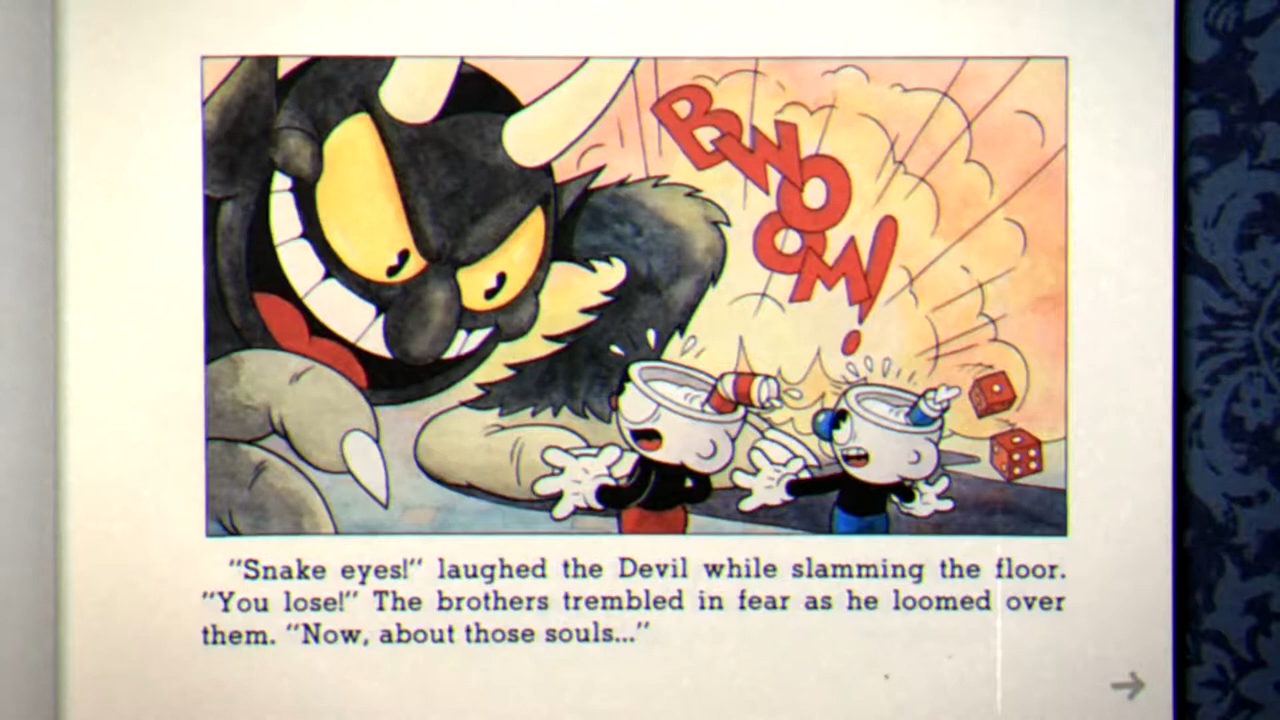 BWOOM!
"Snake eyes!" laughed the Devil while slamming the floor.
"You lose!" The brothers trembled in fear as he loomed over
them. "Now, about those souls..."